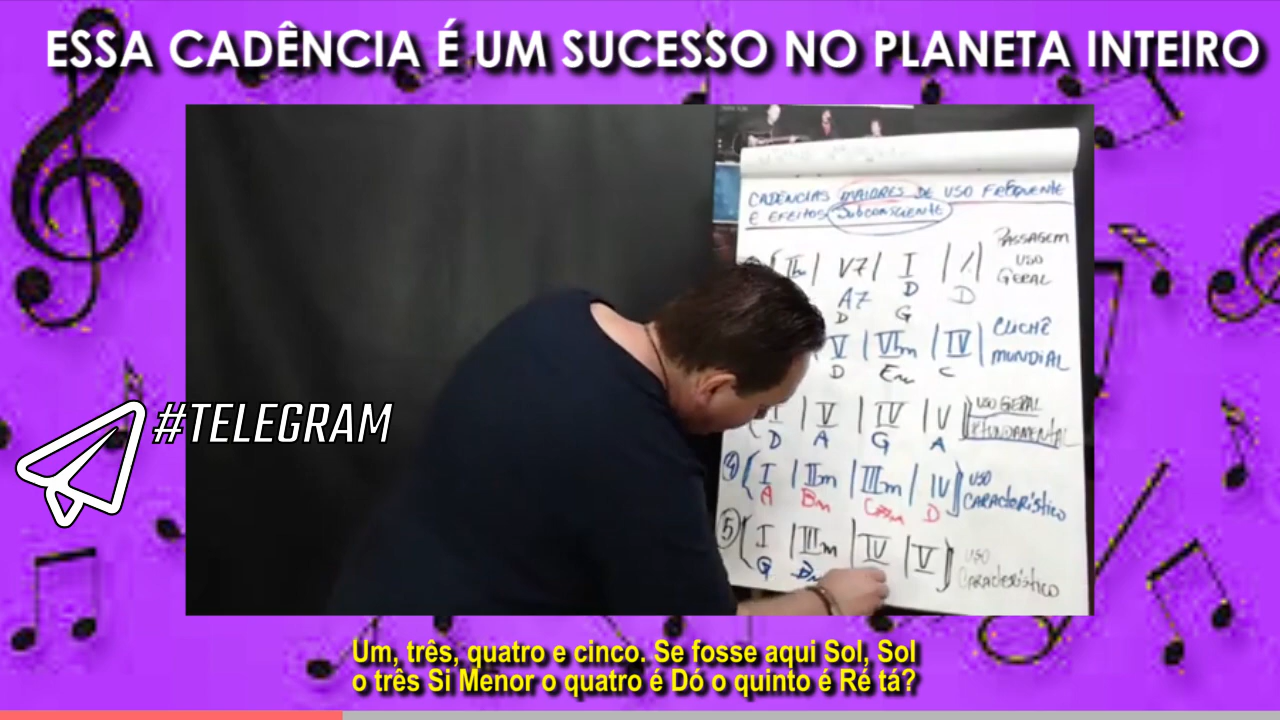 ESSA CADÊNCIA É UM SUCESSO NO PLANETA INTEIRO
CADÊNCIAS MAIORES DE USO FREQUENTE
E EFEITOS SUBCONSCIENTE
IIm | V7 | I | ٪ | PASSAGEM
USO
GERAL
A7 D D
D G
V | VIm | IV | CLICHÊ
MUNDIAL
D Em C
I | V | IV | V USO GERAL
FUNDAMENTAL
D A G A
4 ( I | IIm | IIIm | IV USO
CARACTERÍSTICO
A Bm C#m D
5 ( I | IIIm | IV | V USO
CARACTERÍSTICO
G
#TELEGRAM
Um, três, quatro e cinco. Se fosse aqui Sol, Sol
o três Si Menor o quatro é Dó o quinto é Ré tá?